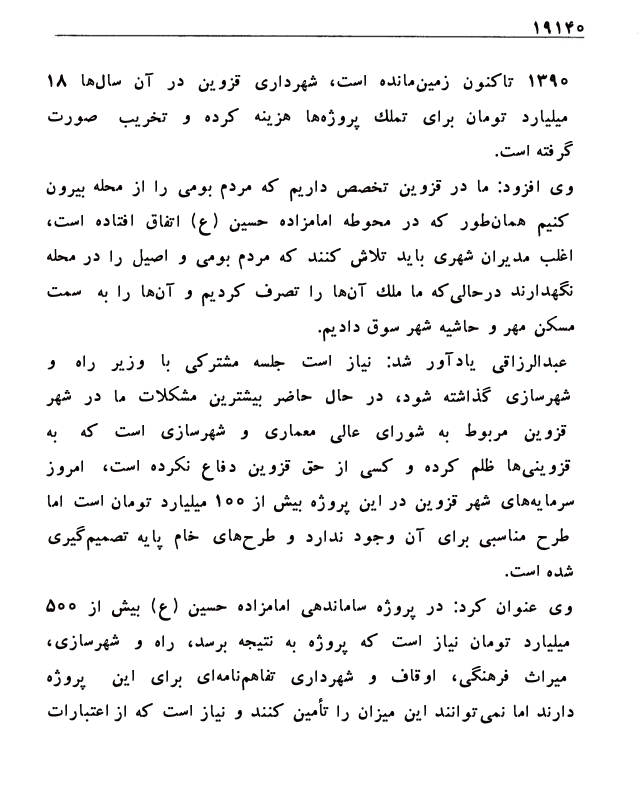 ۱۹۱۴۰
۱۳۹۰ تاکنون زمین‌مانده است، شهرداری قزوین در آن سال‌ها ۱۸
میلیارد تومان برای تملك پروژه‌ها هزینه کرده و تخریب صورت
گرفته است.
وی افزود: ما در قزوین تخصص داریم که مردم بومی را از محله بیرون
کنیم همان‌طور که در محوطه امامزاده حسین (ع) اتفاق افتاده است،
اغلب مدیران شهری باید تلاش کنند که مردم بومی و اصیل را در محله
نگهدارند درحالی‌که ما ملك آن‌ها را تصرف کردیم و آن‌ها را به سمت
مسکن مهر و حاشیه شهر سوق دادیم.
عبدالرزاقی یادآور شد: نیاز است جلسه مشترکی با وزیر راه و
شهرسازی گذاشته شود، در حال حاضر بیشترین مشکلات ما در شهر
قزوین مربوط به شورای عالی معماری و شهرسازی است که به
قزوینی‌ها ظلم کرده و کسی از حق قزوین دفاع نکرده است، امروز
سرمایه‌های شهر قزوین در این پروژه بیش از ۱۰۰ میلیارد تومان است اما
طرح مناسبی برای آن وجود ندارد و طرح‌های خام پایه تصمیم‌گیری
شده است.
وی عنوان کرد: در پروژه ساماندهی امامزاده حسین (ع) بیش از ۵۰۰
میلیارد تومان نیاز است که پروژه به نتیجه برسد، راه و شهرسازی،
میراث فرهنگی، اوقاف و شهرداری تفاهم‌نامه‌ای برای این پروژه
دارند اما نمی‌توانند این میزان را تأمین کنند و نیاز است که از اعتبارات